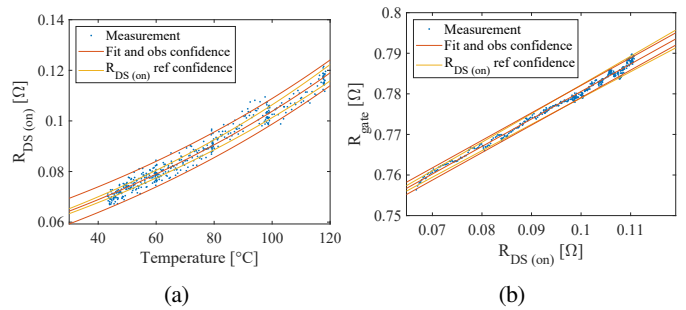 Measurement
Fit and obs confidence
R_DS (on) ref confidence
0.14
0.12
0.1
0.08
0.06
R_DS (on) [Ω]
40
60
80
100
120
Temperature [°C]
(a)
Measurement
Fit and obs confidence
R_DS (on) ref confidence
0.8
0.79
0.78
0.77
0.76
0.75
R_gate [Ω]
0.07
0.08
0.09
0.1
0.11
R_DS (on) [Ω]
(b)